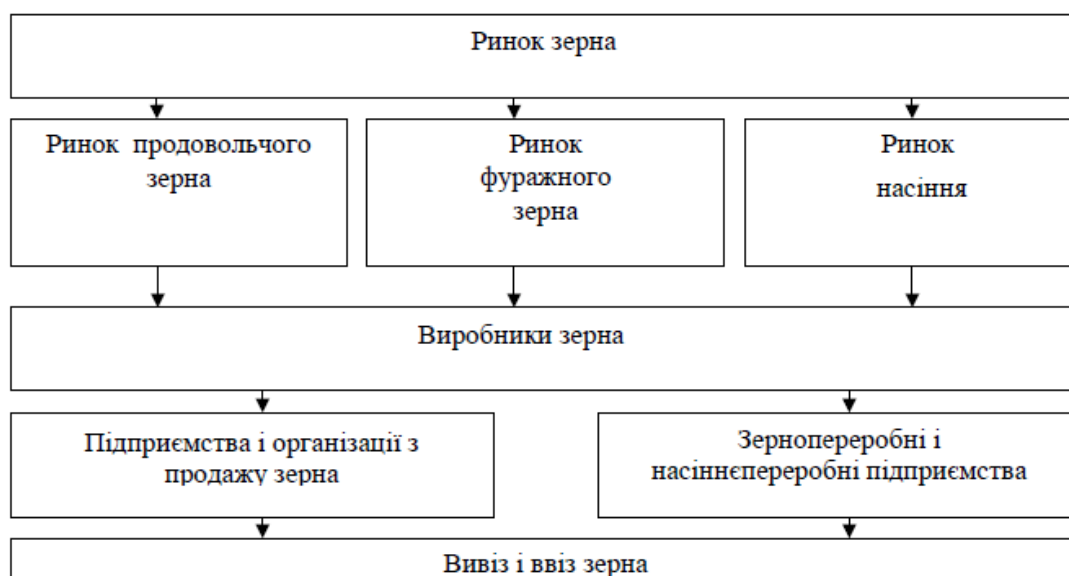 Ринок зерна
Ринок продовольчого
зерна
Ринок
фуражного
зерна
Ринок
насіння
Виробники зерна
Підприємства і організації з
продажу зерна
Зернопереробні і
насіннєпереробні підприємства
Вивіз і ввіз зерна